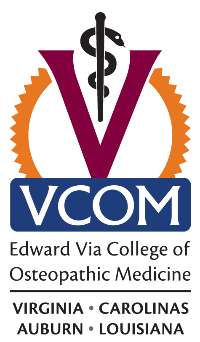 V
VCOM
Edward Via College of
Osteopathic Medicine
VIRGINIA • CAROLINAS
AUBURN • LOUISIANA